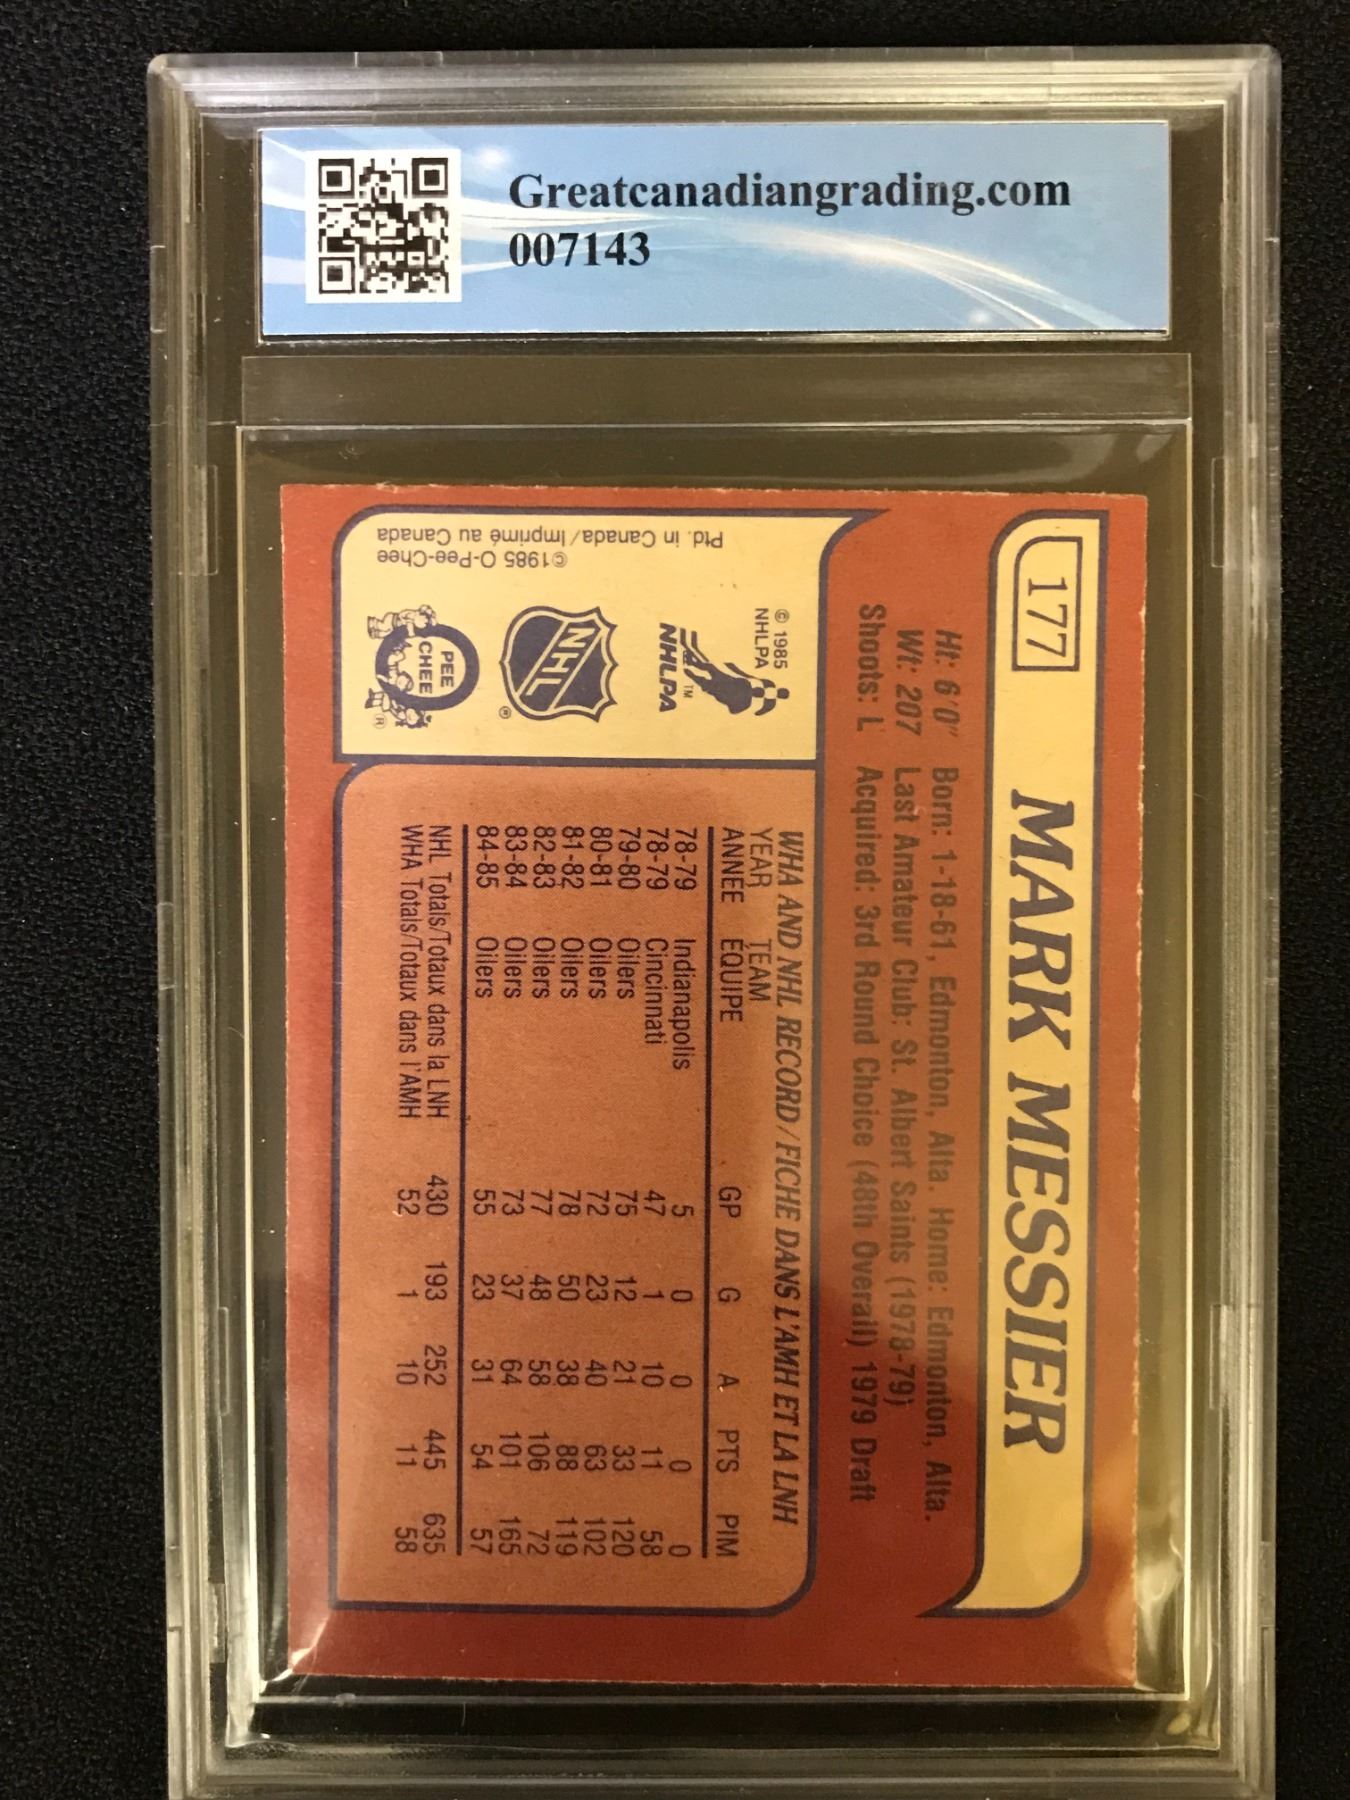 Greatcanadiangrading.com
007143
177
MARK MESSIER
Ht: 6'0" Born: 1-18-61, Edmonton, Alta. Home: Edmonton, Alta.
Wt: 207 Last Amateur Club: St. Albert Saints (1978-79)
Shoots: L Acquired: 3rd Round Choice (48th Overall) 1979 Draft
© 1985
NHLPA
NHLPA™
NHL®
PEE
CHEE
®
©1985 O-Pee-Chee
Ptd. in Canada/Imprimé au Canada
WHA AND NHL RECORD/FICHE DANS L'AMH ET LA LNH
YEAR TEAM
ANNEE ÉQUIPE GP G A PTS PIM
78-79 Indianapolis 5 0 0 0 0
78-79 Cincinnati 47 1 10 11 58
79-80 Oilers 75 12 21 33 120
80-81 Oilers 72 23 40 63 102
81-82 Oilers 78 50 38 88 119
82-83 Oilers 77 48 58 106 72
83-84 Oilers 73 37 64 101 165
84-85 Oilers 55 23 31 54 57
NHL Totals/Totaux dans la LNH 430 193 252 445 635
WHA Totals/Totaux dans l'AMH 52 1 10 11 58